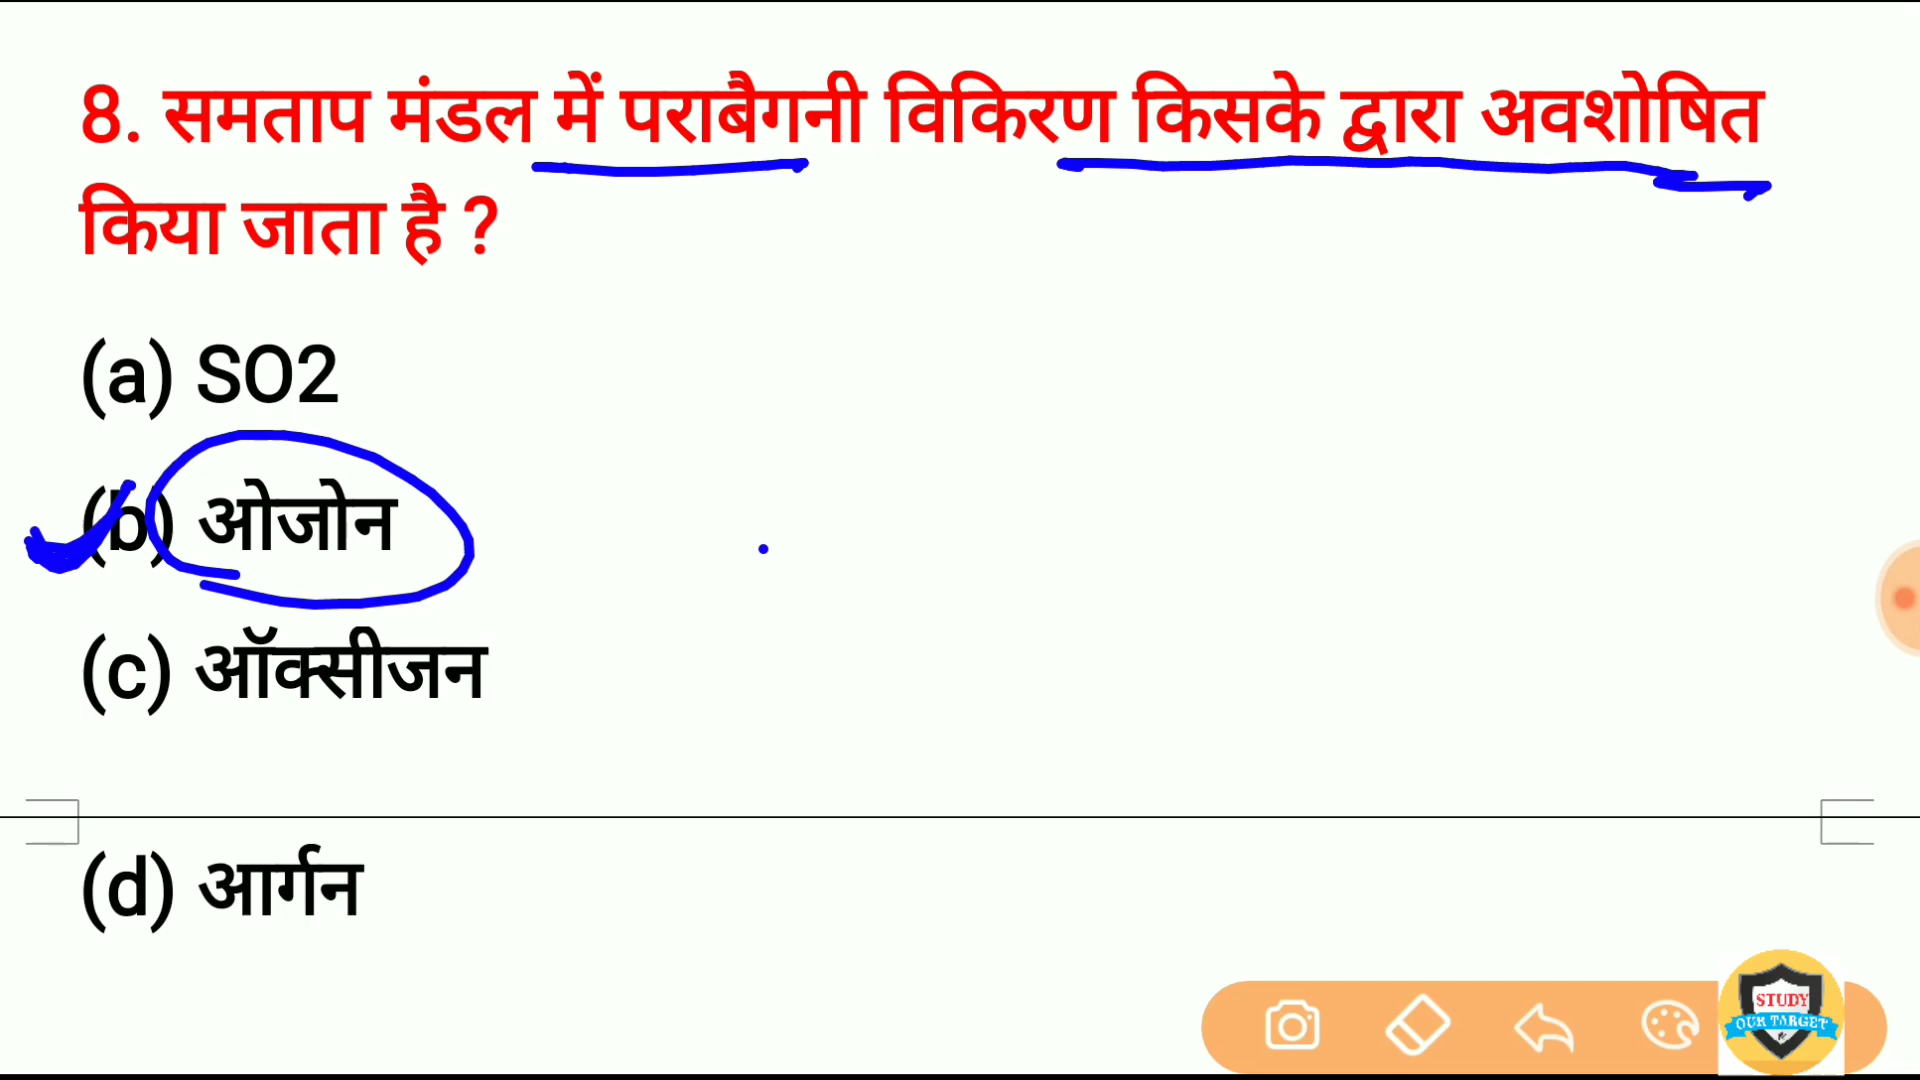 8. समताप मंडल में पराबैगनी विकिरण किसके द्वारा अवशोषित
किया जाता है ?
(a) SO2
(b) ओजोन
(c) ऑक्सीजन
(d) आर्गन
STUDY
OUR TARGET